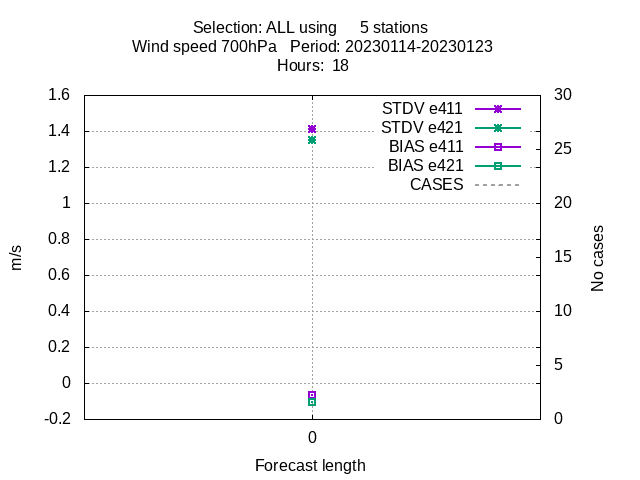 Selection: ALL using     5 stations
Wind speed 700hPa   Period: 20230114-20230123
Hours:  18
1.6
1.4
1.2
1
0.8
0.6
0.4
0.2
0
-0.2
30
25
20
15
10
5
0
STDV e411
STDV e421
BIAS e411
BIAS e421
CASES
m/s
No cases
0
Forecast length